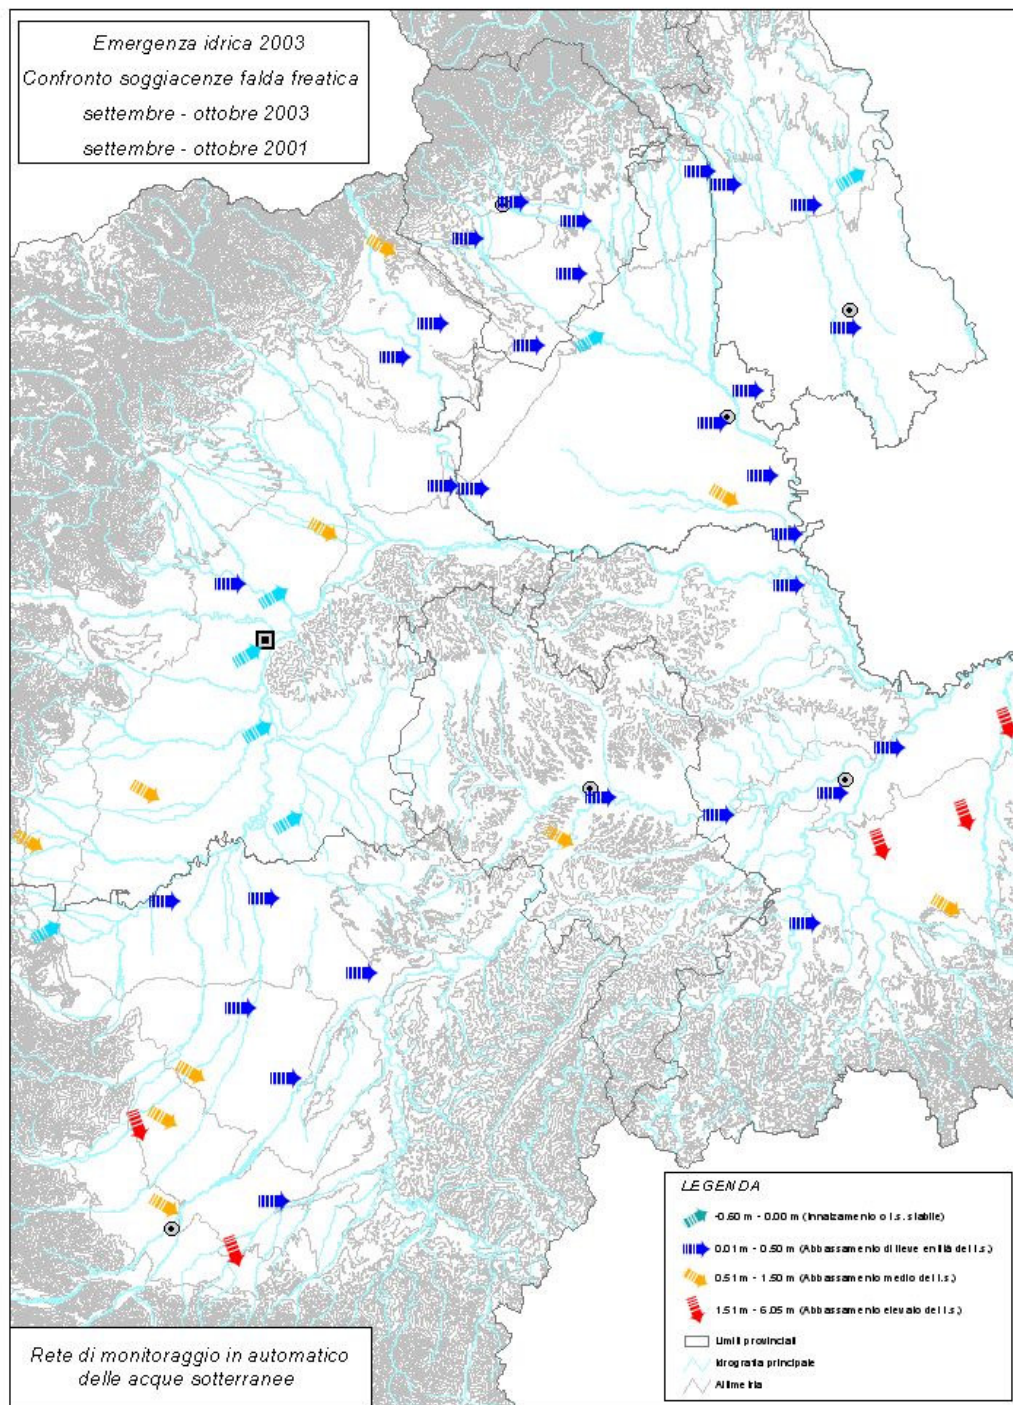 Emergenza idrica 2003
Confronto soggiacenze falda freatica
settembre - ottobre 2003
settembre - ottobre 2001
LEGENDA
-0.60 m - 0.00 m (Innalzamento o l.s. stabile)
0.01 m - 0.50 m (Abbassamento di lieve entità del l.s.)
0.51 m - 1.50 m (Abbassamento medio del l.s.)
1.51 m - 6.05 m (Abbassamento elevato del l.s.)
Limiti provinciali
Idrografia principale
Altimetria
Rete di monitoraggio in automatico
delle acque sotterranee